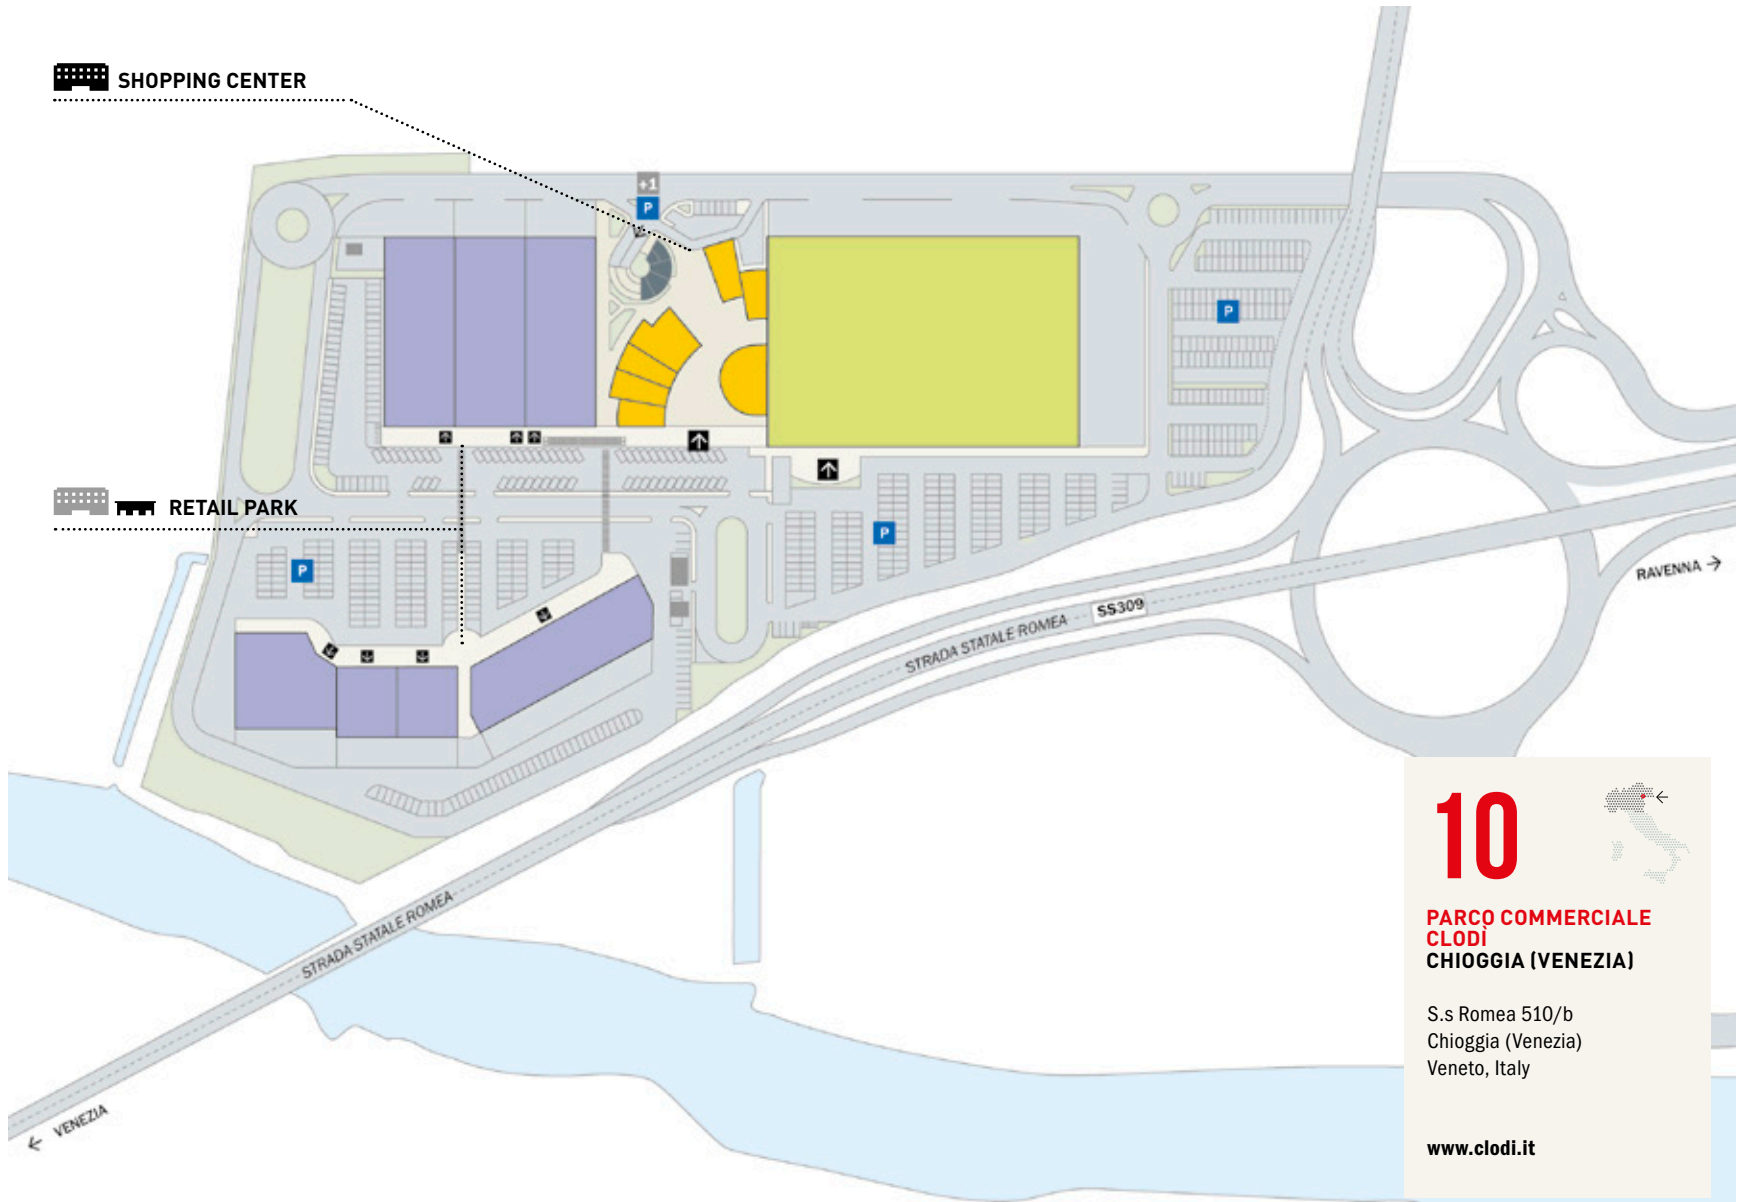 SHOPPING CENTER
+1
P
P
RETAIL PARK
P
P
RAVENNA →
SS309
STRADA STATALE ROMEA
STRADA STATALE ROMEA
← VENEZIA
10
PARCO COMMERCIALE
CLODÌ
CHIOGGIA (VENEZIA)
S.s Romea 510/b
Chioggia (Venezia)
Veneto, Italy
www.clodi.it